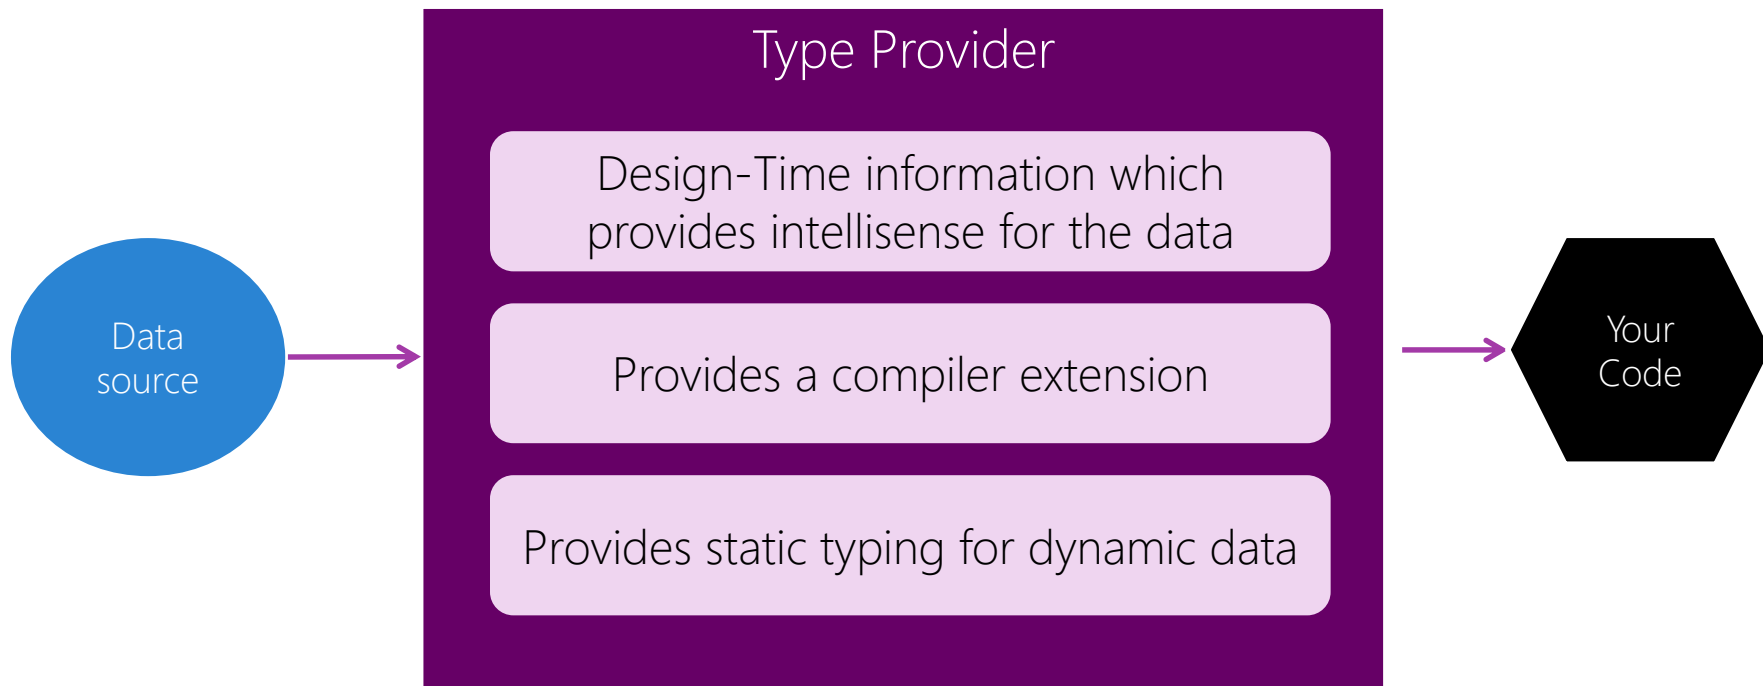 Type Provider
Design-Time information which
provides intellisense for the data
Data
source
Provides a compiler extension
Your
Code
Provides static typing for dynamic data